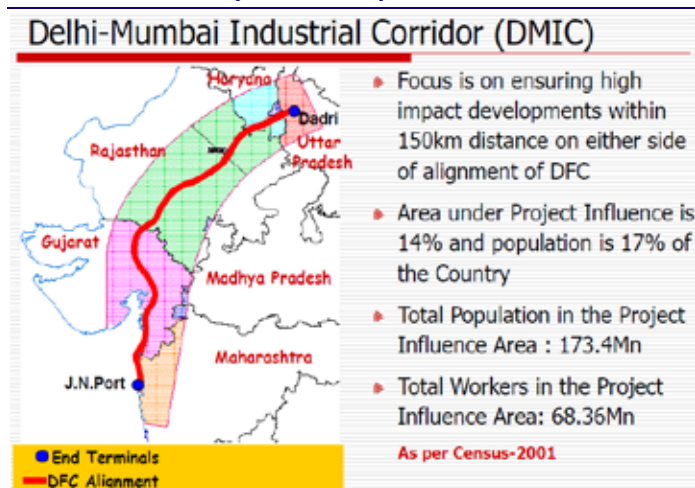 Delhi-Mumbai Industrial Corridor (DMIC)
Haryana
Dadri
Uttar
Pradesh
Rajasthan
Gujarat
Madhya Pradesh
Maharashtra
J.N.Port
End Terminals
DFC Alignment
Focus is on ensuring high
impact developments within
150km distance on either side
of alignment of DFC
Area under Project Influence is
14% and population is 17% of
the Country
Total Population in the Project
Influence Area : 173.4Mn
Total Workers in the Project
Influence Area: 68.36Mn
As per Census-2001